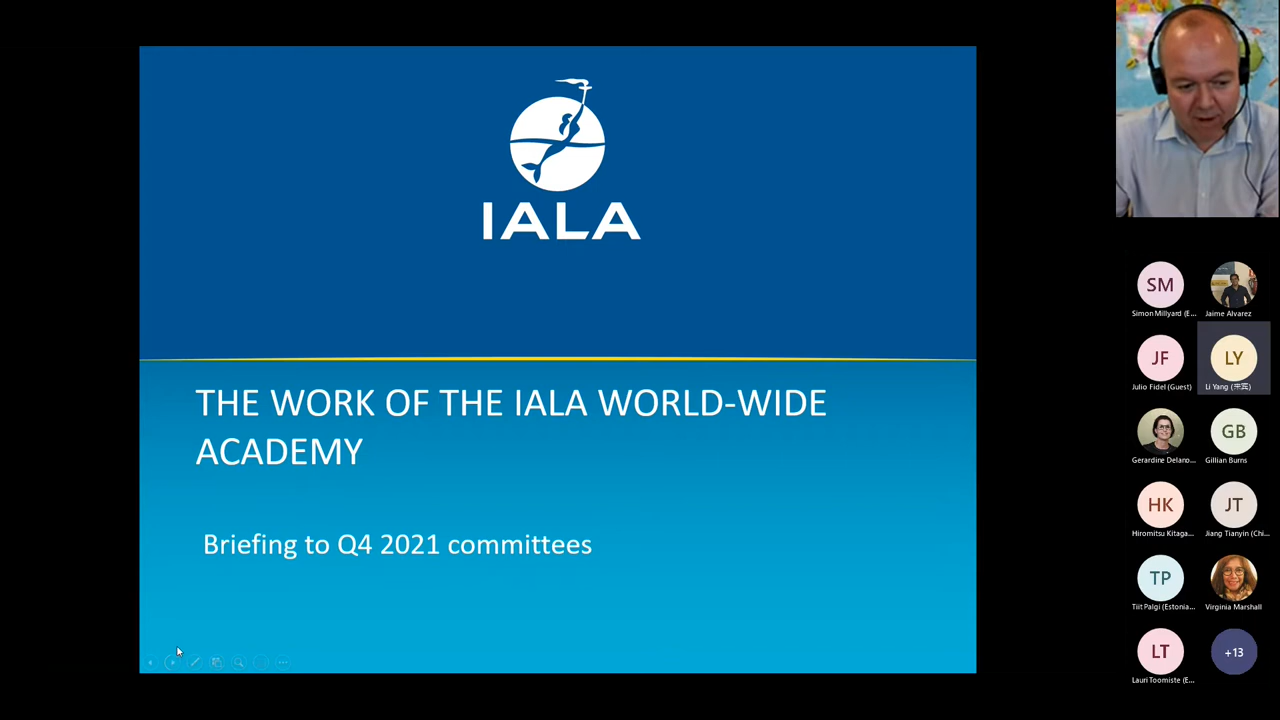 IALA
THE WORK OF THE IALA WORLD-WIDE
ACADEMY
Briefing to Q4 2021 committees
SM
Simon Millyard (E...
Jaime Alvarez
JF
Julio Fidel (Guest)
LY
Li Yang
Gerardine Delano...
GB
Gillian Burns
HK
Hiromitsu Kitaga...
JT
Jiang Tianyin (Chi...
TP
Tiit Palgi (Estonia...
Virginia Marshall
LT
Lauri Toomiste (E...
+13